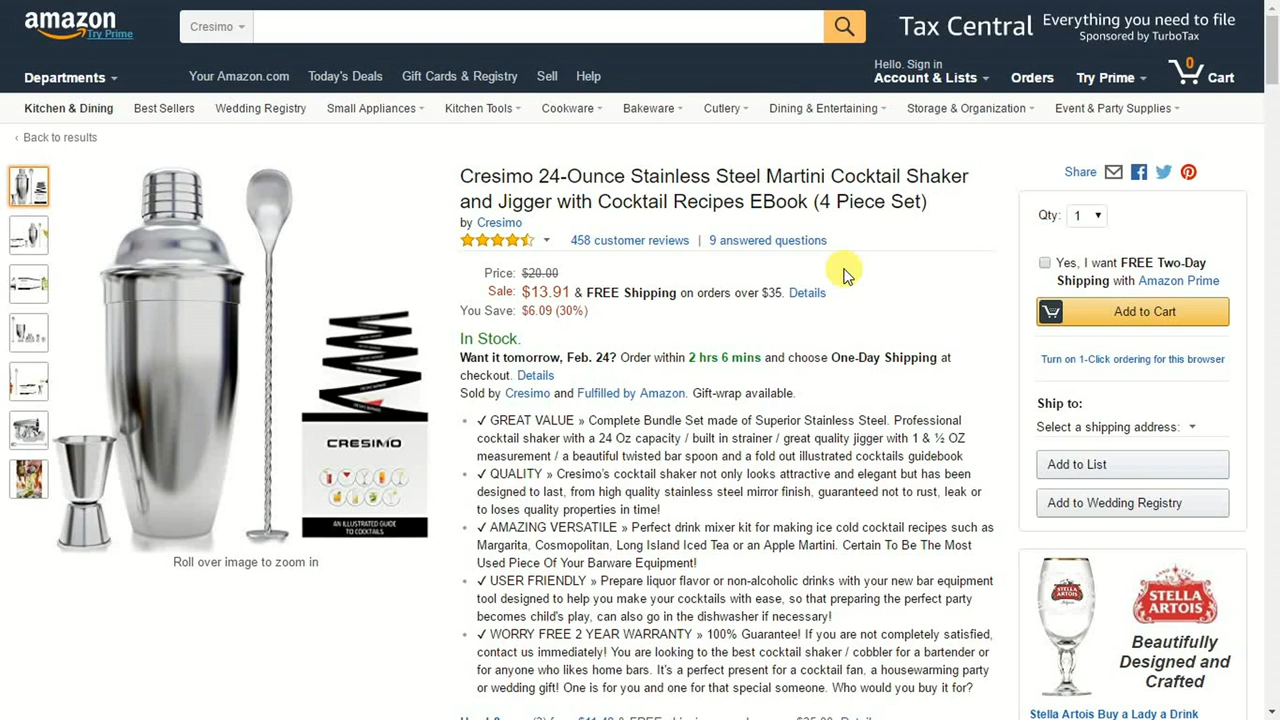 amazon
Try Prime
Cresimo
Tax Central
Everything you need to file
Sponsored by TurboTax
Departments
Your Amazon.com
Today's Deals
Gift Cards & Registry
Sell
Help
Hello. Sign in
Account & Lists
Orders
Try Prime
0
Cart
Kitchen & Dining
Best Sellers
Wedding Registry
Small Appliances
Kitchen Tools
Cookware
Bakeware
Cutlery
Dining & Entertaining
Storage & Organization
Event & Party Supplies
‹ Back to results
CRESIMO
AN ILLUSTRATED GUIDE
TO COCKTAILS
Roll over image to zoom in
Cresimo 24-Ounce Stainless Steel Martini Cocktail Shaker
and Jigger with Cocktail Recipes EBook (4 Piece Set)
by Cresimo
458 customer reviews | 9 answered questions
Price: $20.00
Sale: $13.91 & FREE Shipping on orders over $35. Details
You Save: $6.09 (30%)
In Stock.
Want it tomorrow, Feb. 24? Order within 2 hrs 6 mins and choose One-Day Shipping at
checkout. Details
Sold by Cresimo and Fulfilled by Amazon. Gift-wrap available.
✓ GREAT VALUE » Complete Bundle Set made of Superior Stainless Steel. Professional
cocktail shaker with a 24 Oz capacity / built in strainer / great quality jigger with 1 & ½ OZ
measurement / a beautiful twisted bar spoon and a fold out illustrated cocktails guidebook
✓ QUALITY » Cresimo's cocktail shaker not only looks attractive and elegant but has been
designed to last, from high quality stainless steel mirror finish, guaranteed not to rust, leak or
to loses quality properties in time!
✓ AMAZING VERSATILE » Perfect drink mixer kit for making ice cold cocktail recipes such as
Margarita, Cosmopolitan, Long Island Iced Tea or an Apple Martini. Certain To Be The Most
Used Piece Of Your Barware Equipment!
✓ USER FRIENDLY » Prepare liquor flavor or non-alcoholic drinks with your new bar equipment
tool designed to help you make your cocktails with ease, so that preparing the perfect party
becomes child's play, can also go in the dishwasher if necessary!
✓ WORRY FREE 2 YEAR WARRANTY » 100% Guarantee! If you are not completely satisfied,
contact us immediately! You are looking to the best cocktail shaker / cobbler for a bartender or
for anyone who likes home bars. It's a perfect present for a cocktail fan, a housewarming party
or wedding gift! One is for you and one for that special someone. Who would you buy it for?
Share
Qty: 1
Yes, I want FREE Two-Day
Shipping with Amazon Prime
Add to Cart
Turn on 1-Click ordering for this browser
Ship to:
Select a shipping address:
Add to List
Add to Wedding Registry
STELLA
ARTOIS
STELLA
ARTOIS
Beautifully
Designed and
Crafted
Stella Artois Buy a Lady a Drink